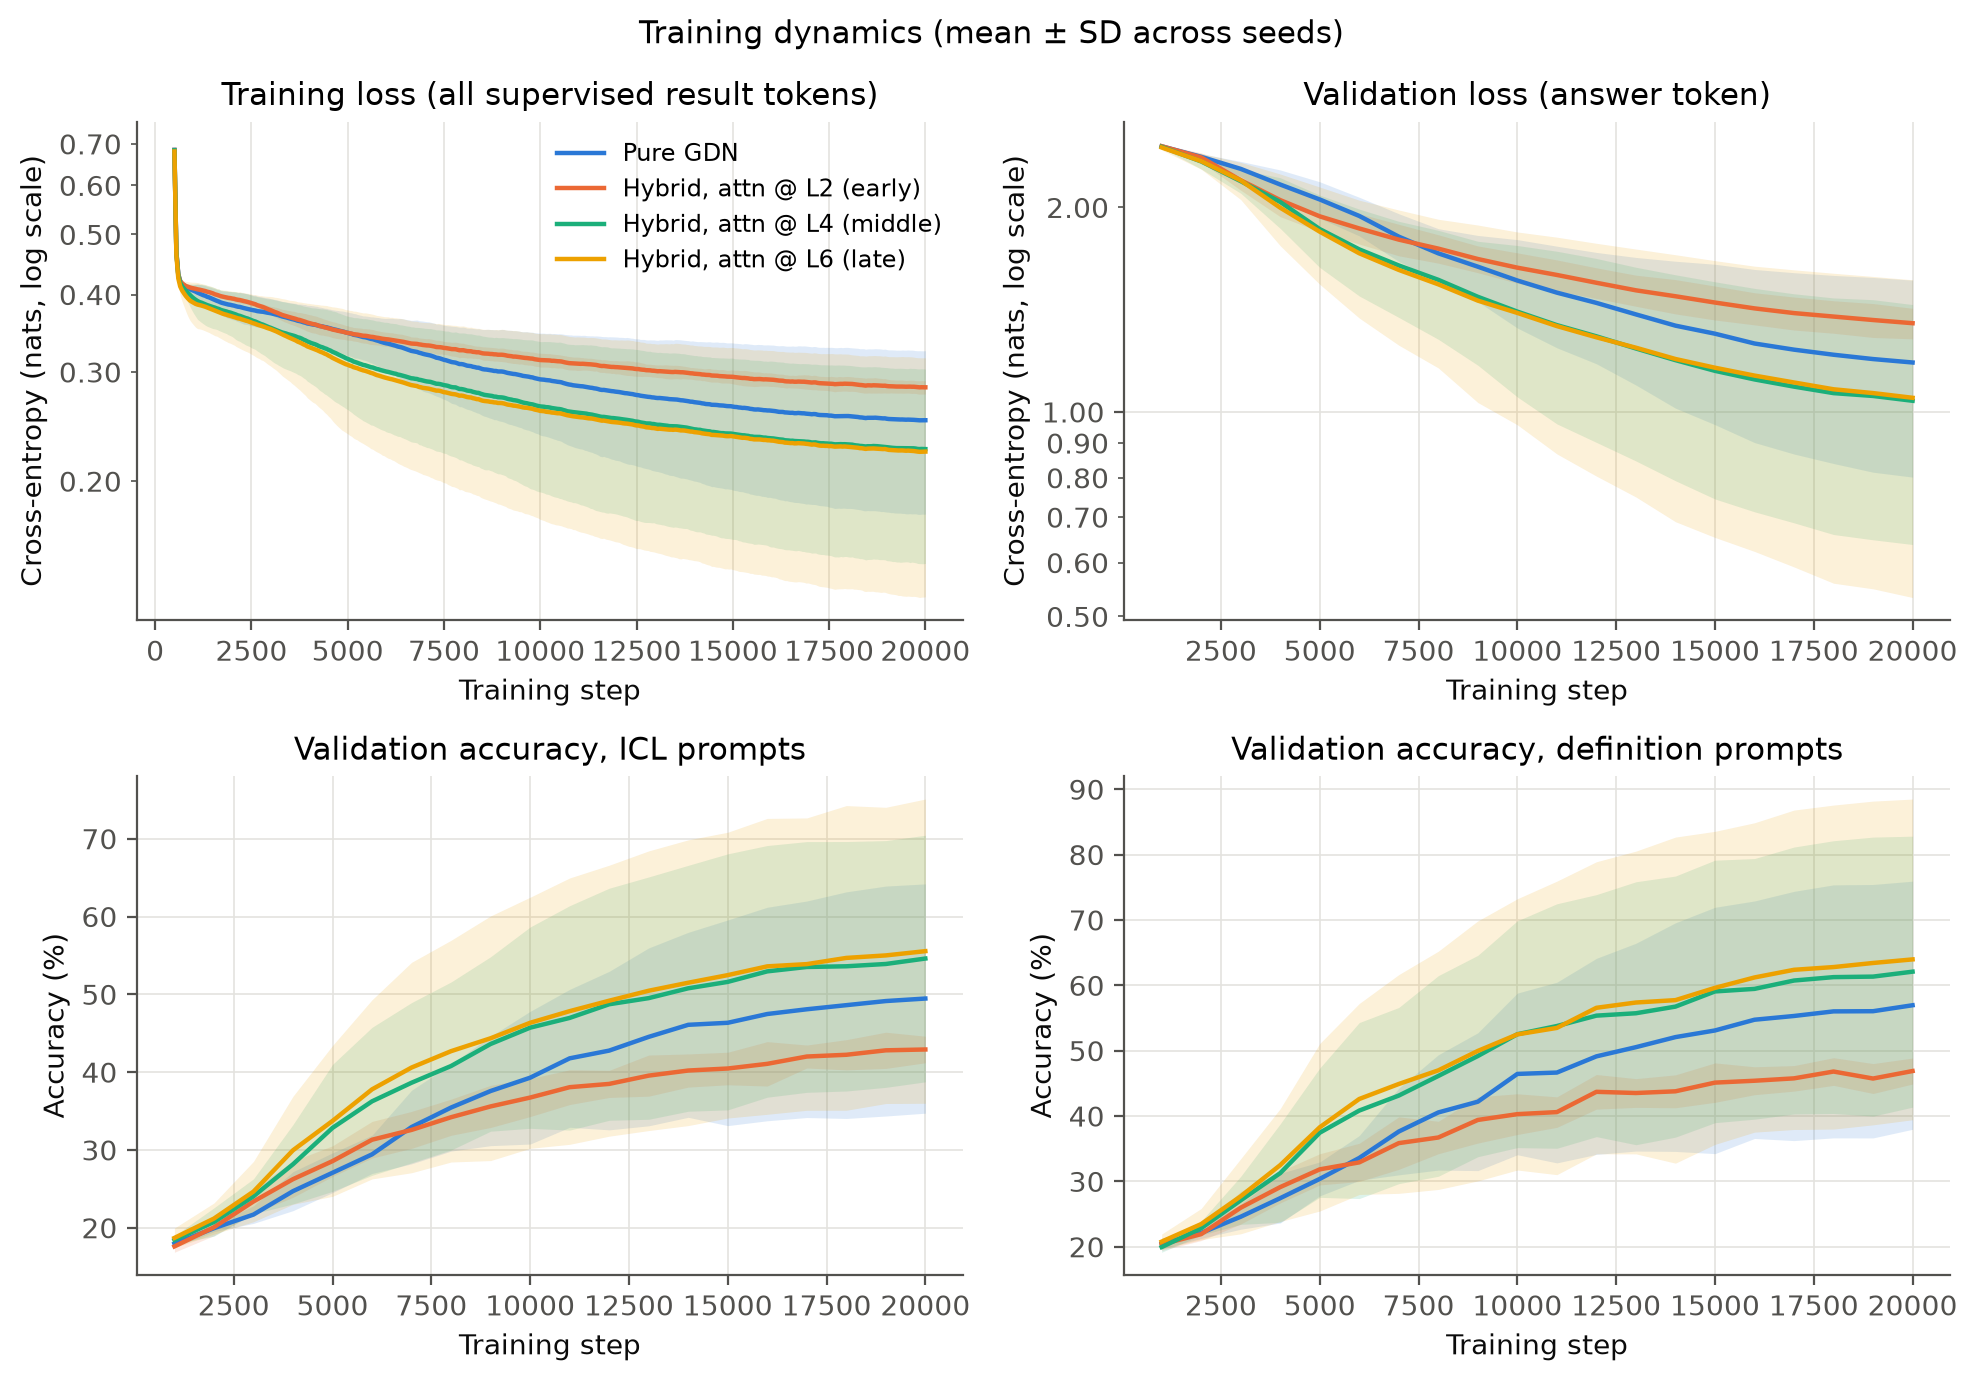 Training dynamics (mean ± SD across seeds)
Training loss (all supervised result tokens)
Cross-entropy (nats, log scale)
0.70
0.60
0.50
0.40
0.30
0.20
Pure GDN
Hybrid, attn @ L2 (early)
Hybrid, attn @ L4 (middle)
Hybrid, attn @ L6 (late)
0 2500 5000 7500 10000 12500 15000 17500 20000
Training step
Validation loss (answer token)
Cross-entropy (nats, log scale)
2.00
1.00
0.90
0.80
0.70
0.60
0.50
2500 5000 7500 10000 12500 15000 17500 20000
Training step
Validation accuracy, ICL prompts
Accuracy (%)
70
60
50
40
30
20
2500 5000 7500 10000 12500 15000 17500 20000
Training step
Validation accuracy, definition prompts
Accuracy (%)
90
80
70
60
50
40
30
20
2500 5000 7500 10000 12500 15000 17500 20000
Training step